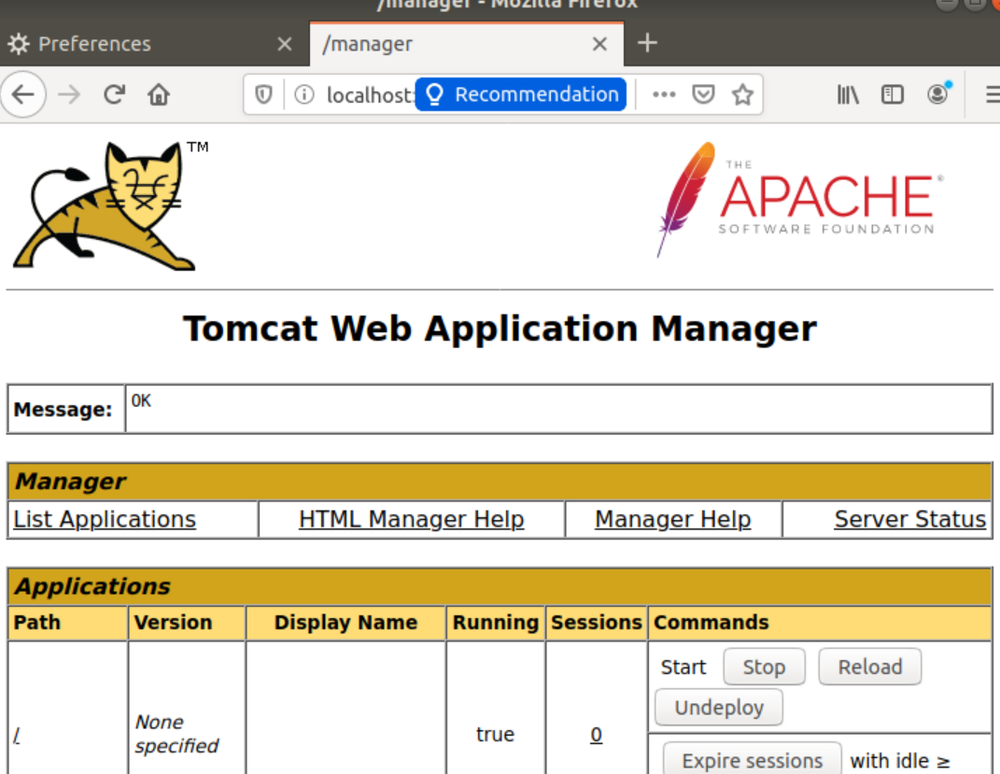 /manager - Mozilla Firefox
Preferences
/manager
localhost: Recommendation
TM
THE
APACHE®
SOFTWARE FOUNDATION
Tomcat Web Application Manager
Message: OK
Manager
List Applications HTML Manager Help Manager Help Server Status
Applications
Path Version Display Name Running Sessions Commands
Start Stop Reload
Undeploy
/ None specified true 0
Expire sessions with idle ≥